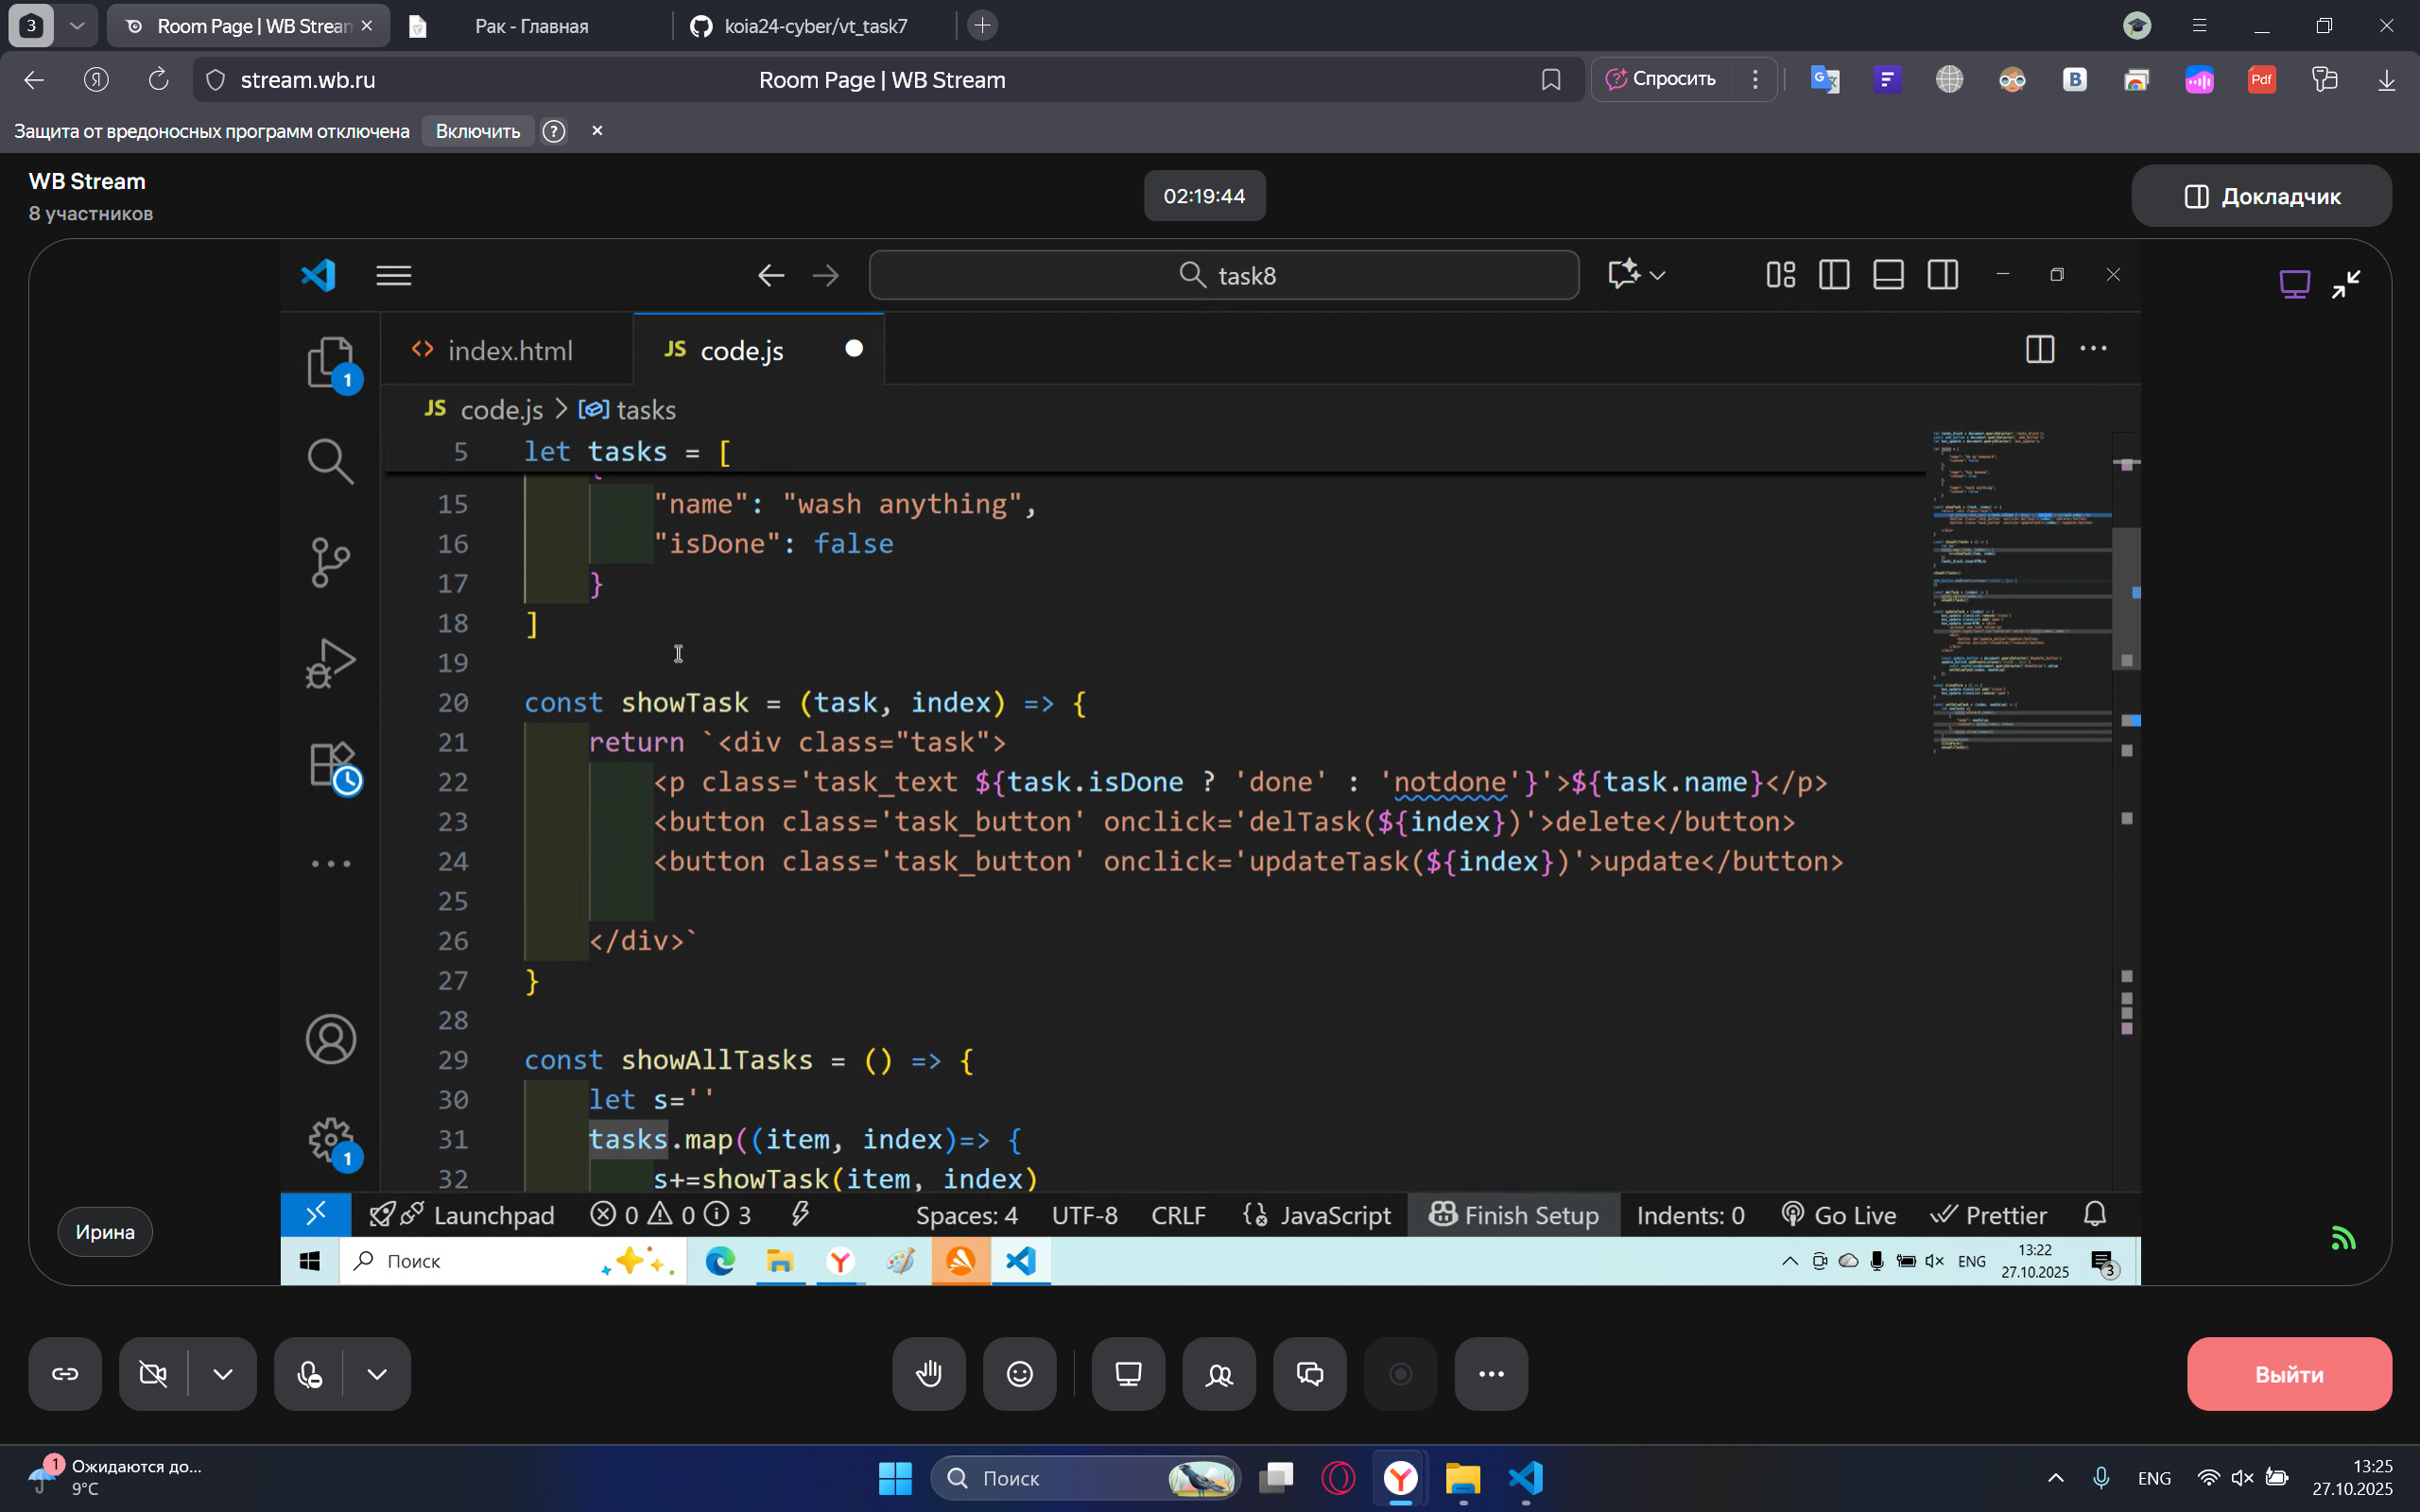 3
Room Page | WB Stream
Рак - Главная
koia24-cyber/vt_task7
stream.wb.ru
Room Page | WB Stream
Спросить
Pdf
Защита от вредоносных программ отключена
Включить
WB Stream
8 участников
02:19:44
Докладчик
task8
index.html
JS code.js
JS code.js > tasks
5 let tasks = [
15 "name": "wash anything",
16 "isDone": false
17 }
18 ]
19
20 const showTask = (task, index) => {
21 return `<div class="task">
22 <p class='task_text ${task.isDone ? 'done' : 'notdone'}'>${task.name}</p>
23 <button class='task_button' onclick='delTask(${index})'>delete</button>
24 <button class='task_button' onclick='updateTask(${index})'>update</button>
25
26 </div>`
27 }
28
29 const showAllTasks = () => {
30 let s=''
31 tasks.map((item, index)=> {
32 s+=showTask(item, index)
1
1
Ирина
Launchpad
0
0
3
Spaces: 4
UTF-8
CRLF
JavaScript
Finish Setup
Indents: 0
Go Live
Prettier
Поиск
ENG
13:22
27.10.2025
3
Выйти
1
Ожидаются до...
9°C
Поиск
ENG
13:25
27.10.2025